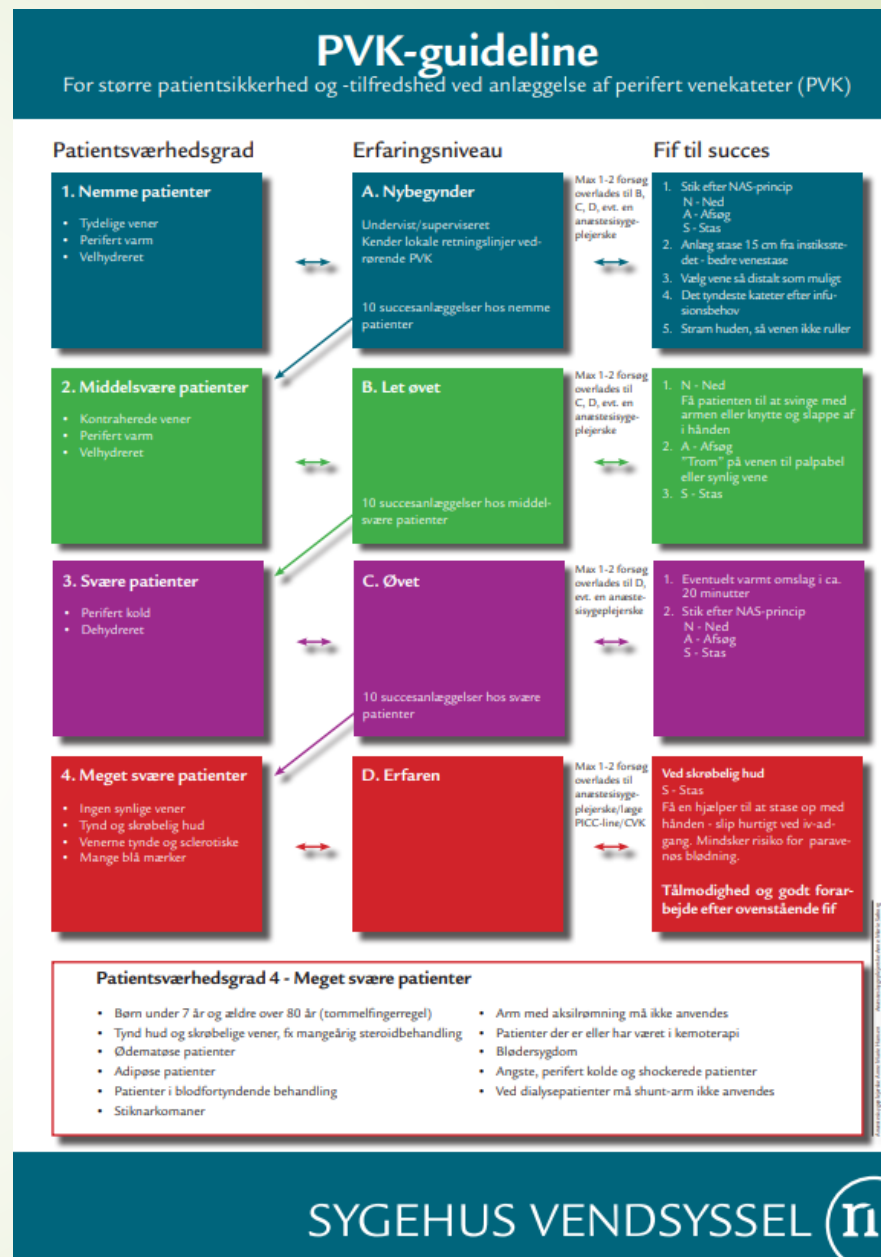 PVK-guideline
For større patientsikkerhed og -tilfredshed ved anlæggelse af perifert venekateter (PVK)
Patientsværhedsgrad
Erfaringsniveau
Fif til succes
1. Nemme patienter
• Tydelige vener
• Perifert varm
• Velhydreret
A. Nybegynder
Undervist/superviseret
Kender lokale retningslinjer ved-
rørende PVK
10 succesanlæggelser hos nemme
patienter
Max 1-2 forsøg
overlades til B,
C, D, evt. en
anæstesisyge-
plejerske
1. Stik efter NAS-princip
N - Ned
A - Afsøg
S - Stas
2. Anlæg stase 15 cm fra instiksste-
det - bedre venestase
3. Vælg vene så distalt som muligt
4. Det tyndeste kateter efter infu-
sionsbehov
5. Stram huden, så venen ikke ruller
2. Middelsvære patienter
• Kontraherede vener
• Perifert varm
• Velhydreret
B. Let øvet
10 succesanlæggelser hos middel-
svære patienter
Max 1-2 forsøg
overlades til
C, D, evt. en
anæstesisyge-
plejerske
1. N - Ned
Få patienten til at svinge med
armen eller knytte og slappe af
i hånden
2. A - Afsøg
"Trom" på venen til palpabel
eller synlig vene
3. S - Stas
3. Svære patienter
• Perifert kold
• Dehydreret
C. Øvet
10 succesanlæggelser hos svære
patienter
Max 1-2 forsøg
overlades til D,
evt. en anæste-
sisygeplejerske
1. Eventuelt varmt omslag i ca.
20 minutter
2. Stik efter NAS-princip
N - Ned
A - Afsøg
S - Stas
4. Meget svære patienter
• Ingen synlige vener
• Tynd og skrøbelig hud
• Venerne tynde og sclerotiske
• Mange blå mærker
D. Erfaren
Max 1-2 forsøg
overlades til
anæstesisyge-
plejerske/læge
PICC-line/CVK
Ved skrøbelig hud
S - Stas
Få en hjælper til at stase op med
hånden - slip hurtigt ved iv-ad-
gang. Mindsker risiko for parave-
nøs blødning.
Tålmodighed og godt forar-
bejde efter ovenstående fif
Patientsværhedsgrad 4 - Meget svære patienter
• Børn under 7 år og ældre over 80 år (tommelfingerregel)
• Tynd hud og skrøbelige vener, fx mangeårig steroidbehandling
• Ødematøse patienter
• Adipøse patienter
• Patienter i blodfortyndende behandling
• Stiknarkomaner
• Arm med aksilrømning må ikke anvendes
• Patienter der er eller har været i kemoterapi
• Blødersygdom
• Angste, perifert kolde og shockerede patienter
• Ved dialysepatienter må shunt-arm ikke anvendes
SYGEHUS VENDSYSSEL